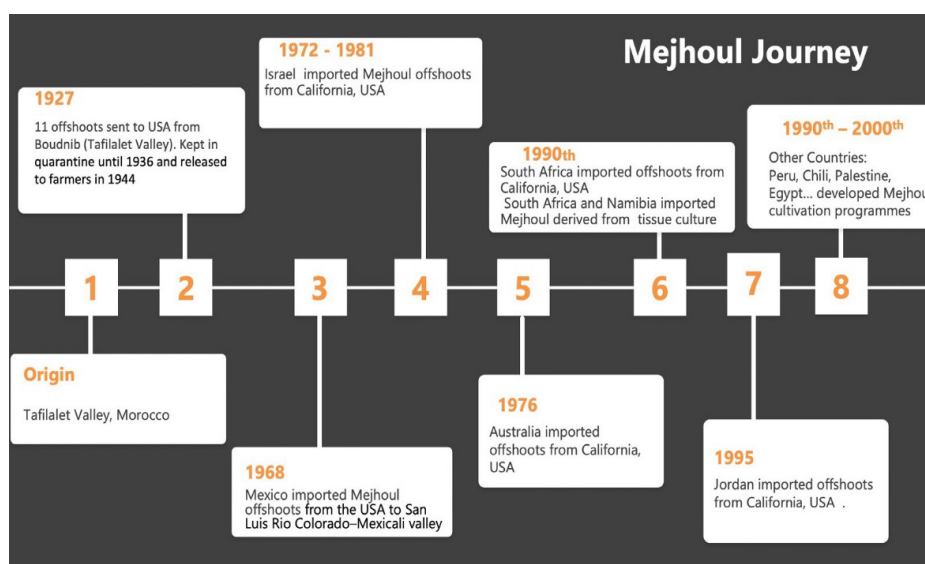 Mejhoul Journey
1
Origin
Tafilalet Valley, Morocco
2
1927
11 offshoots sent to USA from
Boudnib (Tafilalet Valley). Kept in
quarantine until 1936 and released
to farmers in 1944
3
1968
Mexico imported Mejhoul
offshoots from the USA to San
Luis Rio Colorado–Mexicali valley
4
1972 - 1981
Israel imported Mejhoul offshoots
from California, USA
5
1976
Australia imported
offshoots from California,
USA
6
1990th
South Africa imported offshoots from
California, USA
South Africa and Namibia imported
Mejhoul derived from tissue culture
7
1995
Jordan imported offshoots
from California, USA .
8
1990th – 2000th
Other Countries:
Peru, Chili, Palestine,
Egypt... developed Mejhou
cultivation programmes